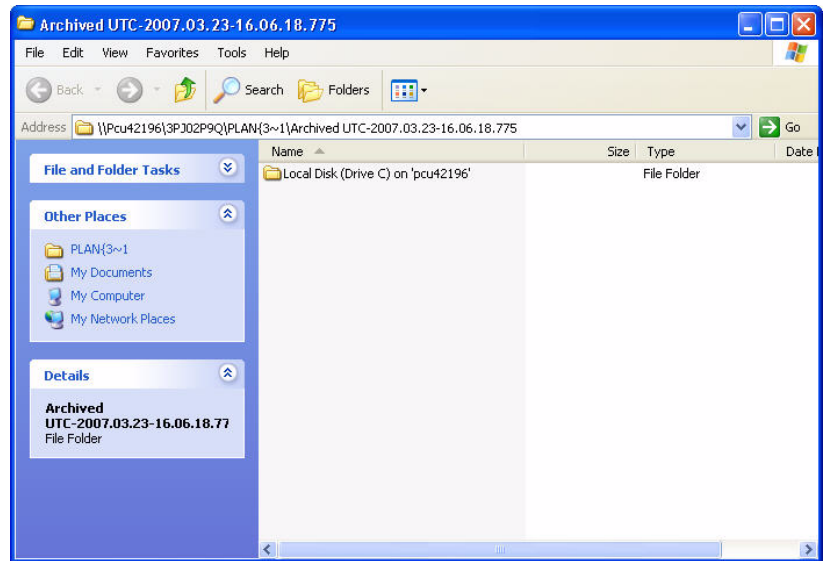 Archived UTC-2007.03.23-16.06.18.775
File Edit View Favorites Tools Help
Back Search Folders
Address \\Pcu42196\3PJ02P9Q\PLAN{3~1\Archived UTC-2007.03.23-16.06.18.775 Go
Name Size Type Date
File and Folder Tasks
Local Disk (Drive C) on 'pcu42196' File Folder
Other Places
PLAN{3~1
My Documents
My Computer
My Network Places
Details
Archived
UTC-2007.03.23-16.06.18.77
File Folder